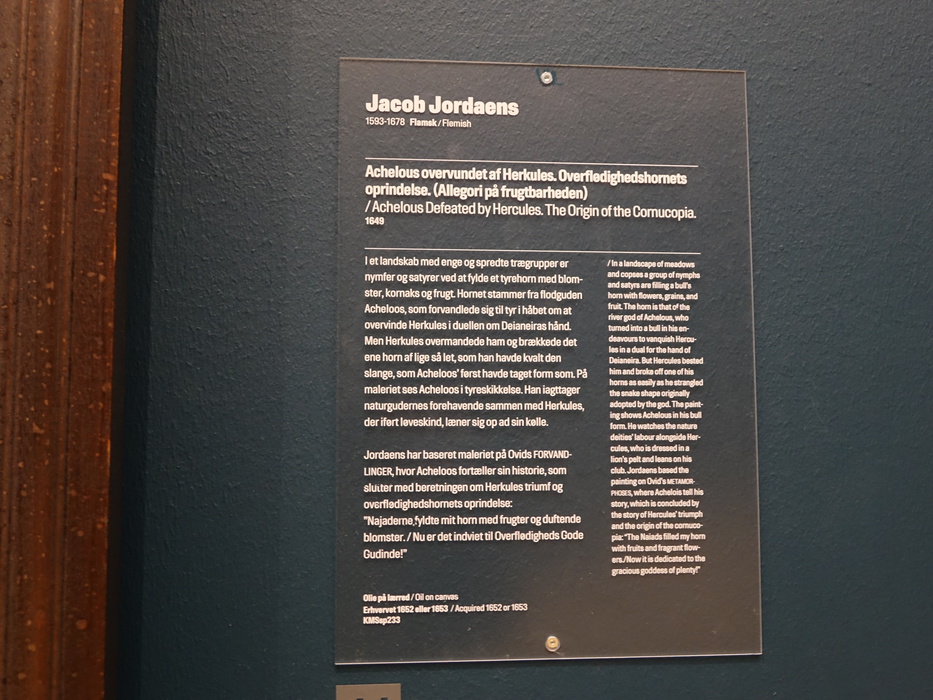 Jacob Jordaens
1593-1678 Flamsk / Flemish
Achelous overvundet af Herkules. Overflødighedshornets
oprindelse. (Allegori på frugtbarheden)
/ Achelous Defeated by Hercules. The Origin of the Cornucopia.
1649
I et landskab med enge og spredte trægrupper er
nymfer og satyrer ved at fylde et tyrehorn med blom-
ster, kornaks og frugt. Hornet stammer fra flodguden
Acheloos, som forvandlede sig til tyr i håbet om at
overvinde Herkules i duellen om Deianeiras hånd.
Men Herkules overmandede ham og brækkede det
ene horn af lige så let, som han havde kvalt den
slange, som Acheloos' først havde taget form som. På
maleriet ses Acheloos i tyreskikkelse. Han iagttager
naturgudernes forehavende sammen med Herkules,
der iført løveskind, læner sig op ad sin kølle.
Jordaens har baseret maleriet på Ovids FORVAND-
LINGER, hvor Acheloos fortæller sin historie, som
slutter med beretningen om Herkules triumf og
overflødighedshornets oprindelse:
"Najaderne fyldte mit horn med frugter og duftende
blomster. / Nu er det indviet til Overflødigheds Gode
Gudinde!"
/ In a landscape of meadows
and copses a group of nymphs
and satyrs are filling a bull's
horn with flowers, grains, and
fruit. The horn is that of the
river god of Achelous, who
turned into a bull in his en-
deavours to vanquish Hercu-
les in a dual for the hand of
Deianeira. But Hercules bested
him and broke off one of his
horns as easily as he strangled
the snake shape originally
adopted by the god. The paint-
ing shows Achelous in his bull
form. He watches the nature
deities' labour alongside Her-
cules, who is dressed in a
lion's pelt and leans on his
club. Jordaens based the
painting on Ovid's METAMOR-
PHOSES, where Achelois tell his
story, which is concluded by
the story of Hercules' triumph
and the origin of the cornuco-
pia: "The Naiads filled my horn
with fruits and fragrant flow-
ers./Now it is dedicated to the
gracious goddess of plenty!"
Olie på lærred / Oil on canvas
Erhvervet 1652 eller 1653 / Acquired 1652 or 1653
KMSsp233